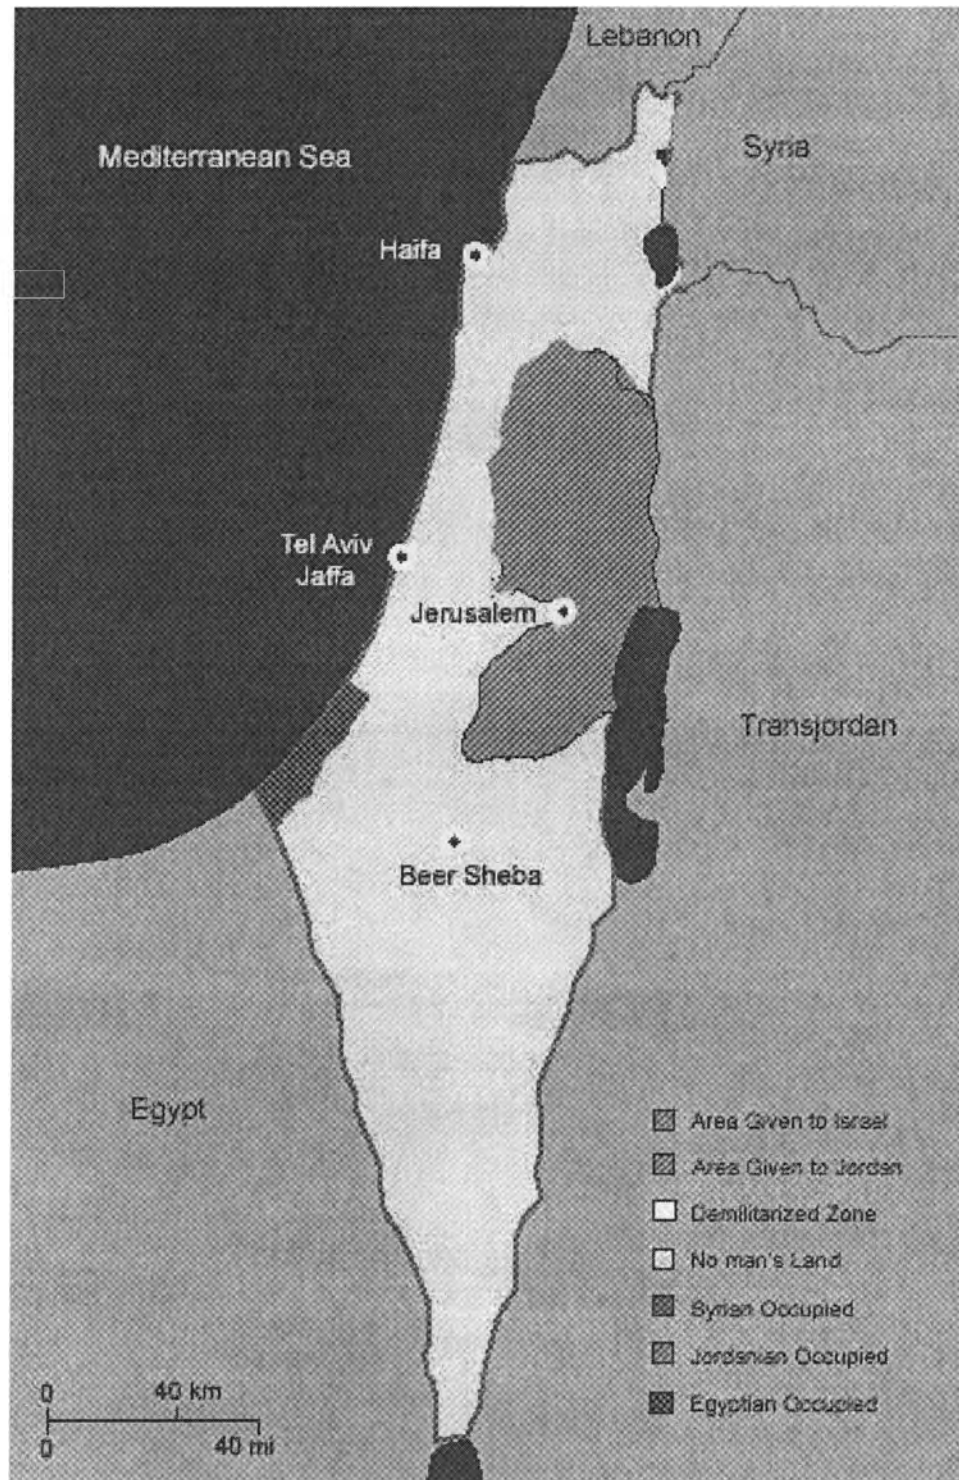 Lebanon
Syria
Mediterranean Sea
Haifa
Tel Aviv
Jaffa
Jerusalem
Transjordan
Beer Sheba
Egypt
Area Given to Israel
Area Given to Jordan
Demilitarized Zone
No man's Land
Syrian Occupied
Jordanian Occupied
Egyptian Occupied
0 40 km
0 40 mi